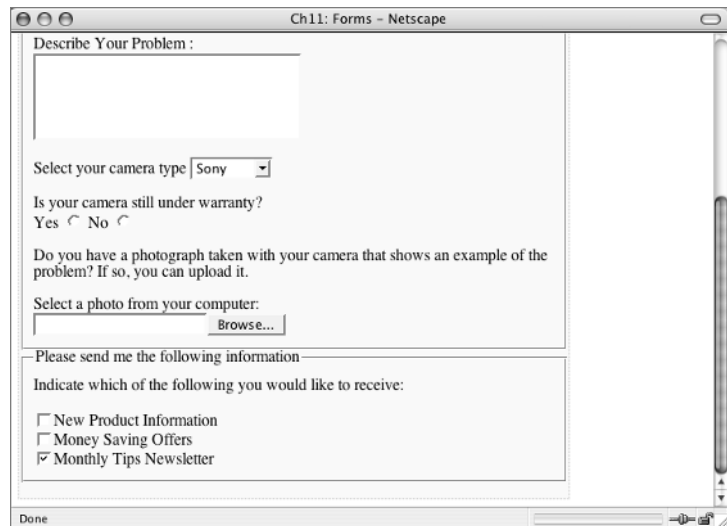 Ch11: Forms – Netscape
Describe Your Problem :
Select your camera type Sony
Is your camera still under warranty?
Yes No
Do you have a photograph taken with your camera that shows an example of the
problem? If so, you can upload it.
Select a photo from your computer:
Browse...
Please send me the following information
Indicate which of the following you would like to receive:
New Product Information
Money Saving Offers
Monthly Tips Newsletter
Done